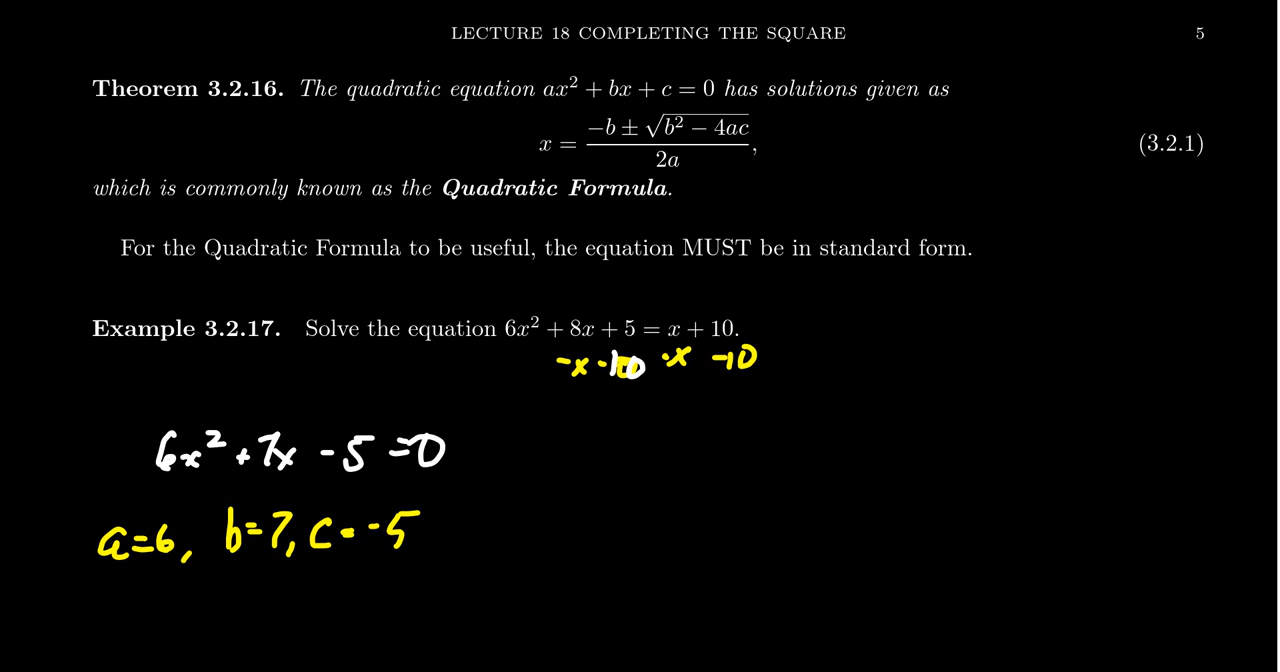 LECTURE 18 COMPLETING THE SQUARE 5
Theorem 3.2.16. The quadratic equation ax² + bx + c = 0 has solutions given as
x = (-b ± √(b² − 4ac)) / 2a, (3.2.1)
which is commonly known as the Quadratic Formula.
For the Quadratic Formula to be useful, the equation MUST be in standard form.
Example 3.2.17. Solve the equation 6x² + 8x + 5 = x + 10.
-x -10 -x -10
6x² + 7x - 5 = 0
a = 6, b = 7, c = -5